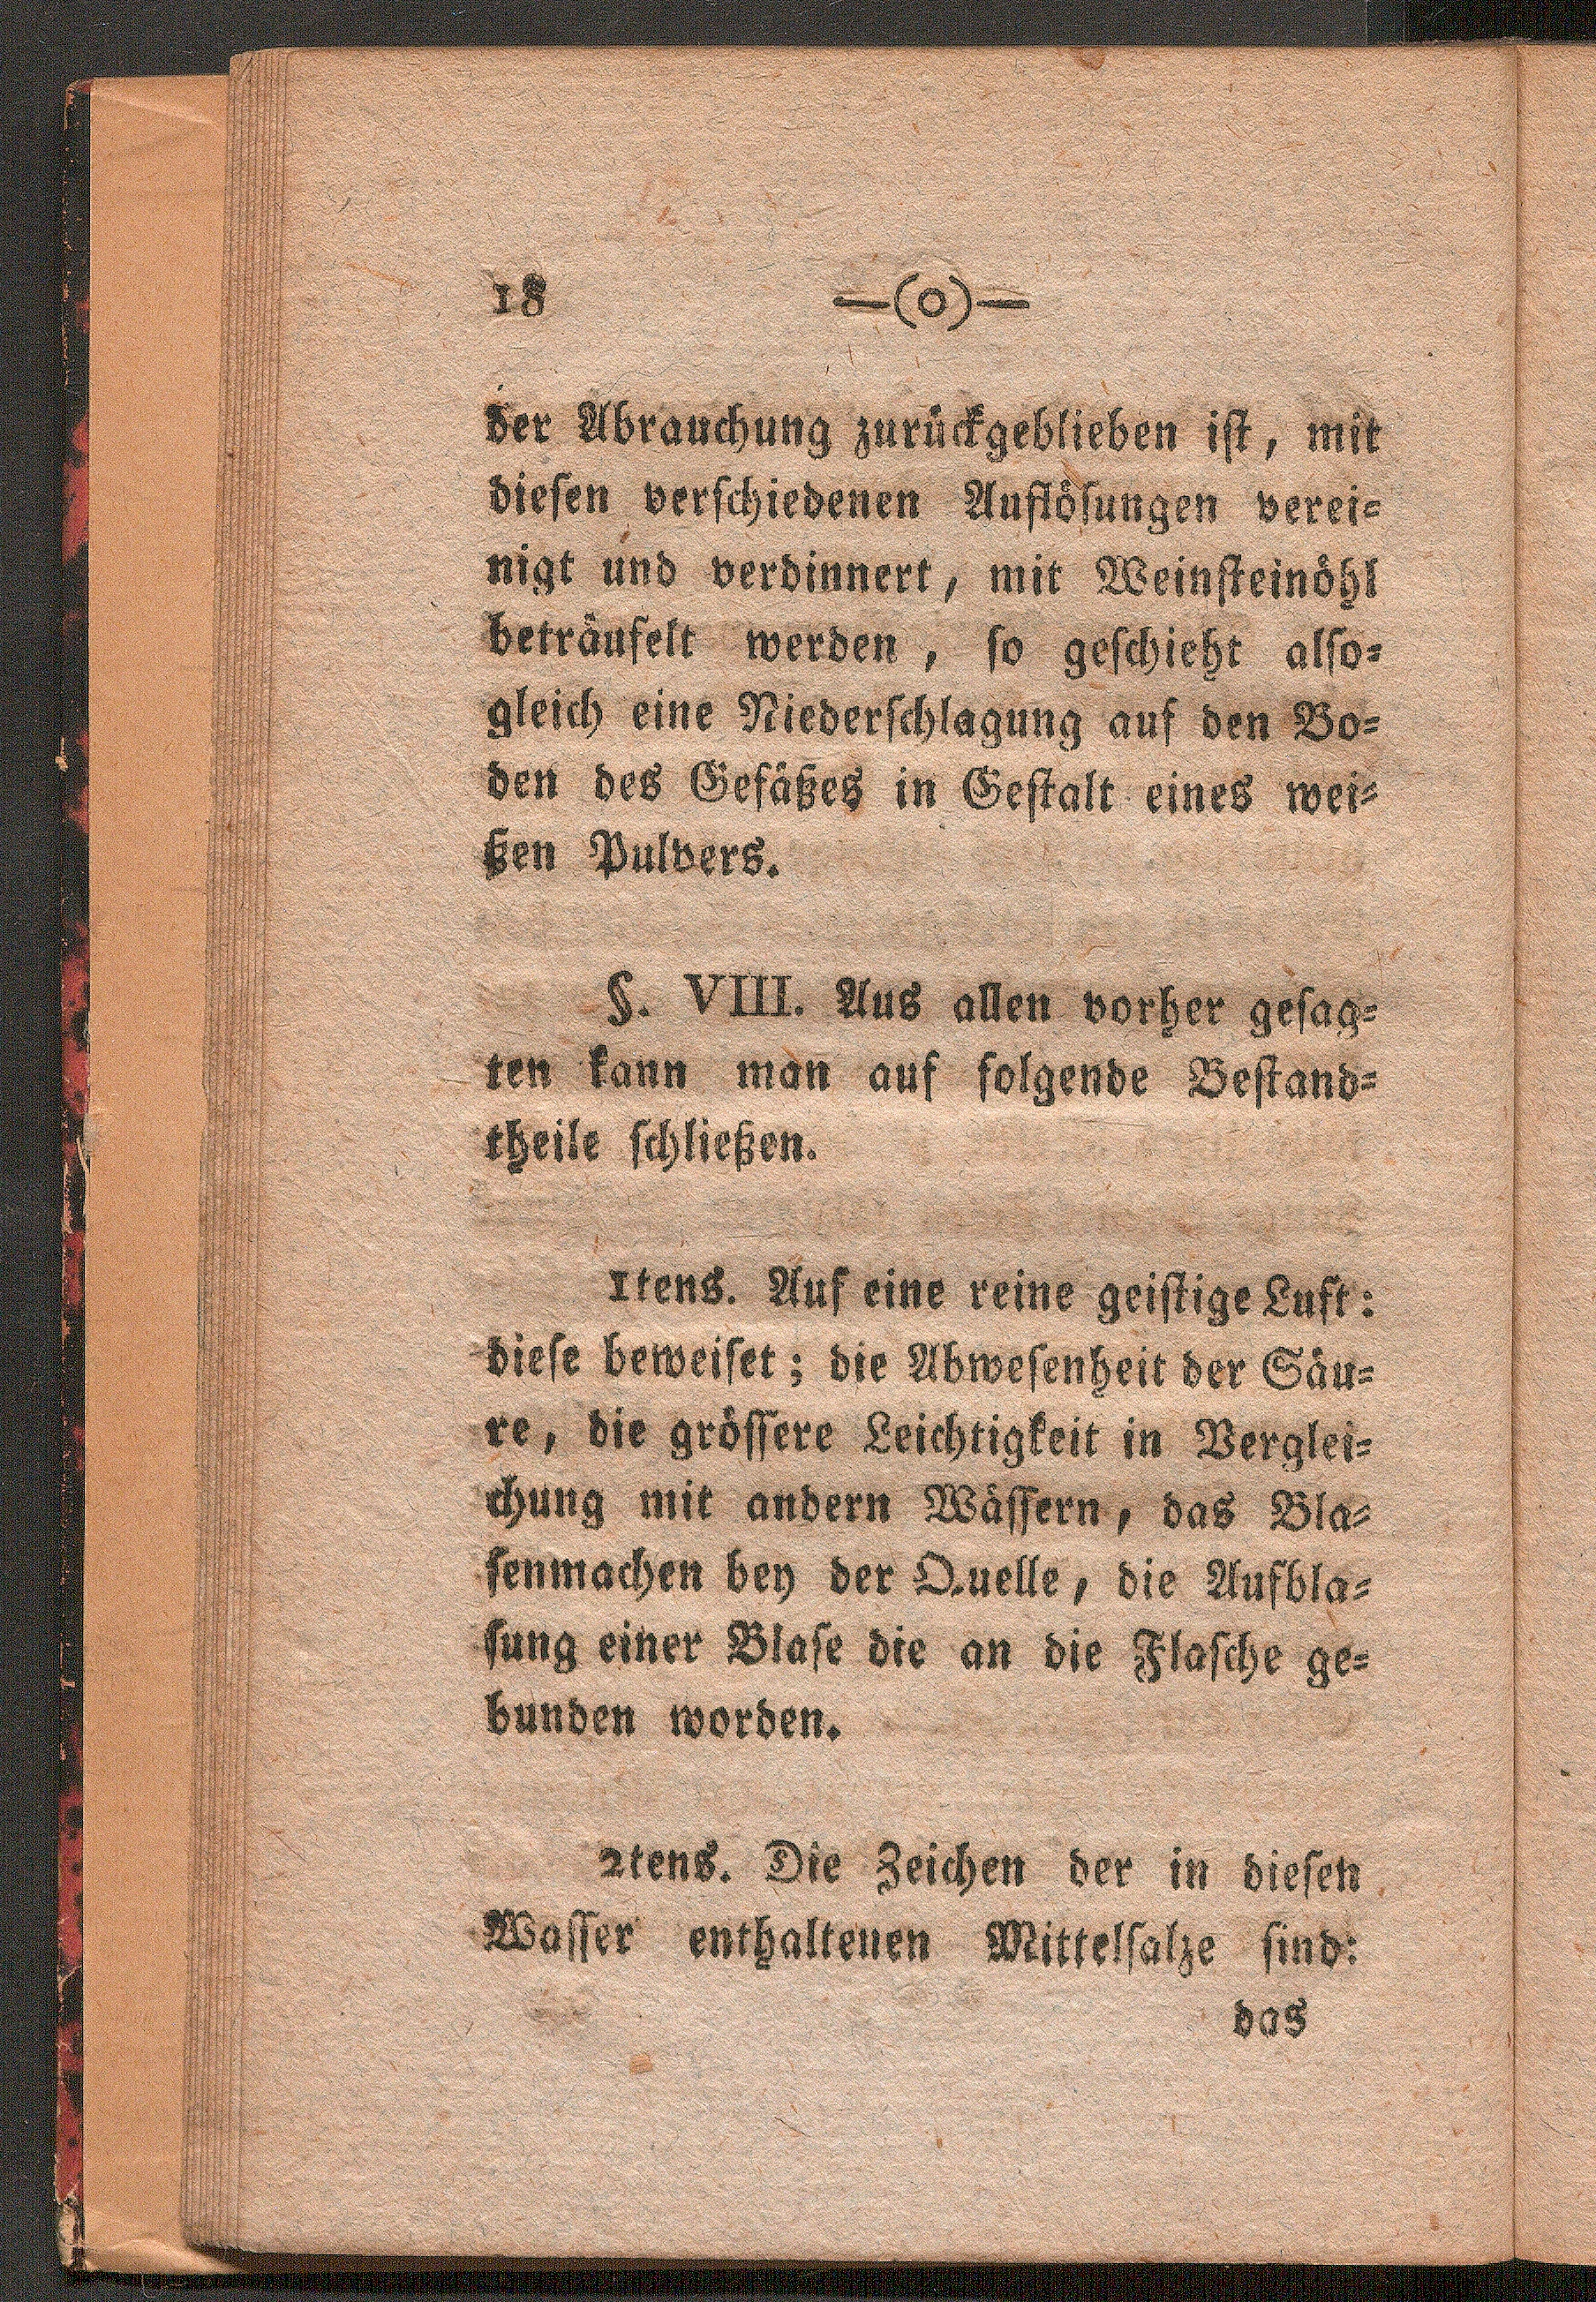 18 —(o)—
der Abrauchung zurückgeblieben iſt, mit
dieſen verſchiedenen Auflöſungen verei⸗
nigt und verdinnert, mit Weinſteinöhl
beträufelt werden, ſo geſchieht alſo⸗
gleich eine Niederſchlagung auf den Bo⸗
den des Gefäßes in Geſtalt eines wei⸗
ßen Pulvers.
§. VIII. Aus allen vorher geſag⸗
ten kann man auf folgende Beſtand⸗
theile ſchließen.
1tens. Auf eine reine geiſtige Luft:
dieſe beweiſet; die Abweſenheit der Säu⸗
re, die gröſſere Leichtigkeit in Verglei⸗
chung mit andern Wäſſern, das Bla⸗
ſenmachen bey der Quelle, die Aufbla⸗
ſung einer Blaſe die an die Flaſche ge⸗
bunden worden.
2tens. Die Zeichen der in dieſen
Waſſer enthaltenen Mittelſalze ſind:
das